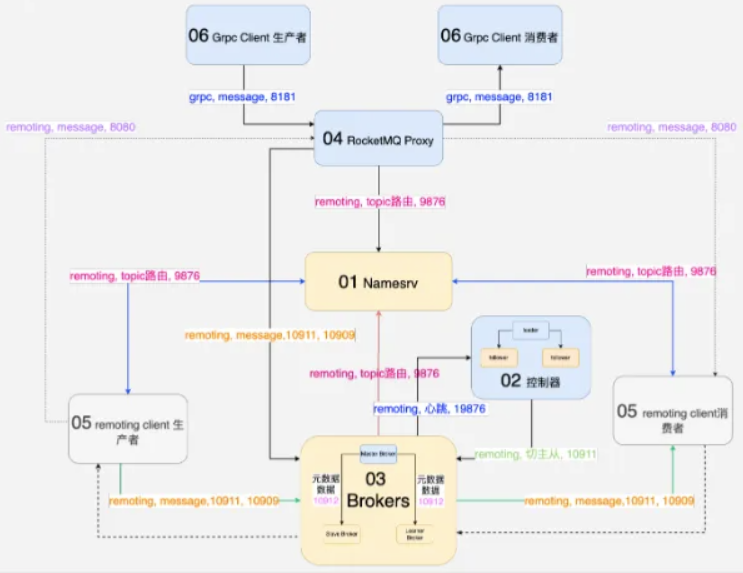 06 Grpc Client 生产者
06 Grpc Client 消费者
grpc, message, 8181
grpc, message, 8181
remoting, message, 8080
remoting, message, 8080
04 RocketMQ Proxy
remoting, topic路由, 9876
remoting, topic路由, 9876
remoting, topic路由, 9876
01 Namesrv
remoting, message,10911, 10909
leader
follower
follower
02 控制器
remoting, topic路由, 9876
remoting, 心跳, 19876
05 remoting client 生
产者
05 remoting client消
费者
remoting, 切主从, 10911
Master Broker
元数据
数据
10912
03
Brokers
元数据
数据
10912
remoting, message,10911, 10909
remoting, message,10911, 10909
Slave Broker
Learner
Broker